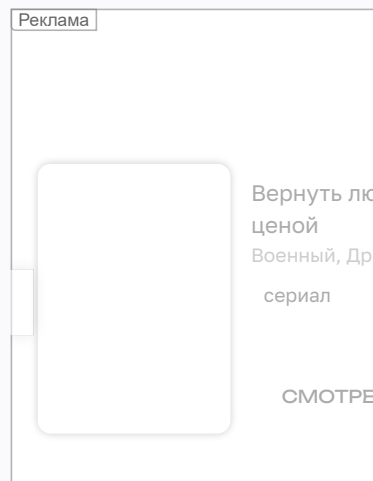 Реклама
Вернуть лю
ценой
Военный, Др
сериал
СМОТРЕ